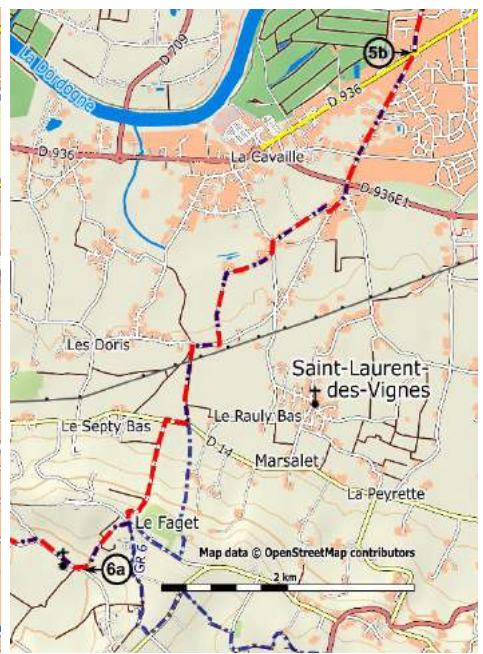 5b
D 709
La Dordogne
D 936
La Cavaille
D 936
D 936E1
Les Doris
Saint-Laurent-
des-Vignes
Le Rauly Bas
Le Septy Bas
D 14
Marsalet
La Peyrette
Le Faget
Map data © OpenStreetMap contributors
GR 6
6a
2 km